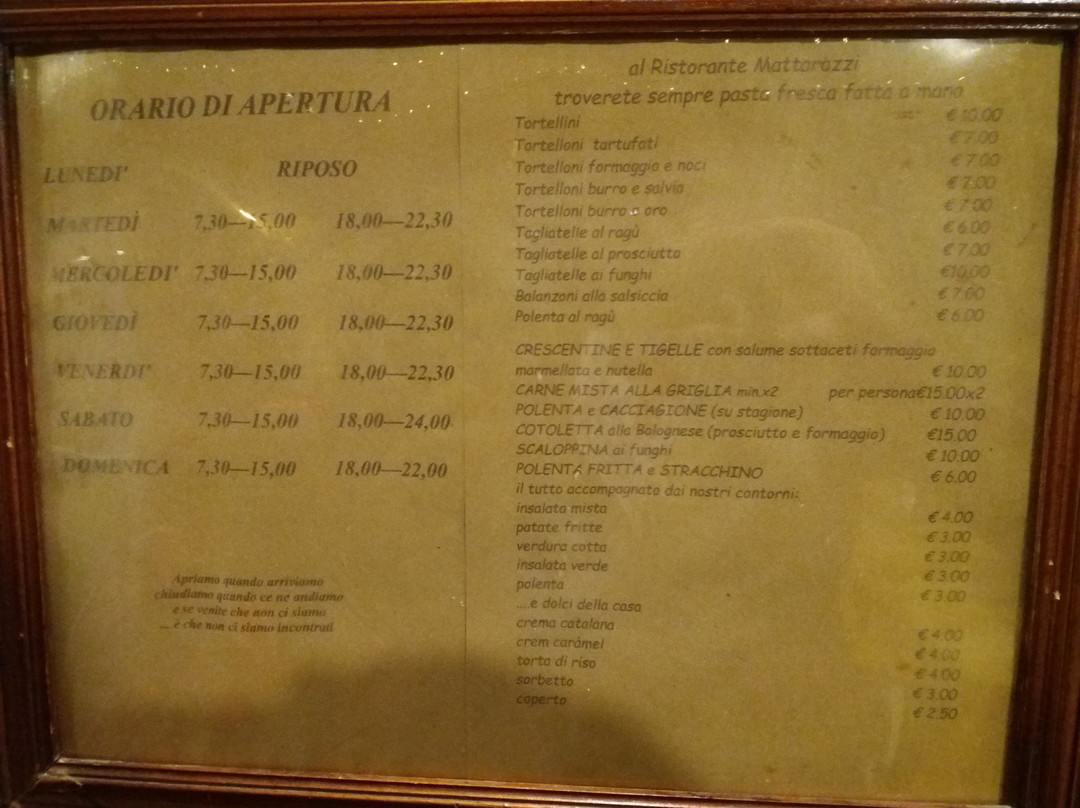 ORARIO DI APERTURA
LUNEDI' RIPOSO
MARTEDÌ 7,30—15,00 18,00—22,30
MERCOLEDI' 7,30—15,00 18,00—22,30
GIOVEDÌ 7,30—15,00 18,00—22,30
VENERDI' 7,30—15,00 18,00—22,30
SABATO 7,30—15,00 18,00—24,00
DOMENICA 7,30—15,00 18,00—22,00
Apriamo quando arriviamo
chiudiamo quando ce ne andiamo
e se venite che non ci siamo
.... è che non ci siamo incontrati
al Ristorante Mattarozzi
troverete sempre pasta fresca fatta a mano
Tortellini € 10.00
Tortelloni tartufati € 7.00
Tortelloni formaggio e noci € 7.00
Tortelloni burro e salvia € 7.00
Tortelloni burro e oro € 7.00
Tagliatelle al ragù € 6.00
Tagliatelle al prosciutto € 7.00
Tagliatelle ai funghi €10,00
Balanzoni alla salsiccia € 7.00
Polenta al ragù € 6.00
CRESCENTINE E TIGELLE con salume sottaceti formaggio
marmellata e nutella € 10.00
CARNE MISTA ALLA GRIGLIA min.x2 per persona€15.00x2
POLENTA e CACCIAGIONE (su stagione) € 10.00
COTOLETTA alla Bolognese (prosciutto e formaggio) €15.00
SCALOPPINA ai funghi € 10.00
POLENTA FRITTA e STRACCHINO € 6.00
il tutto accompagnato dai nostri contorni:
insalata mista € 4.00
patate fritte € 3.00
verdura cotta € 3.00
insalata verde € 3.00
polenta € 3.00
....e dolci della casa
crema catalana € 4.00
crem caramel € 4.00
torta di riso € 4.00
sorbetto € 3.00
coperto € 2.50